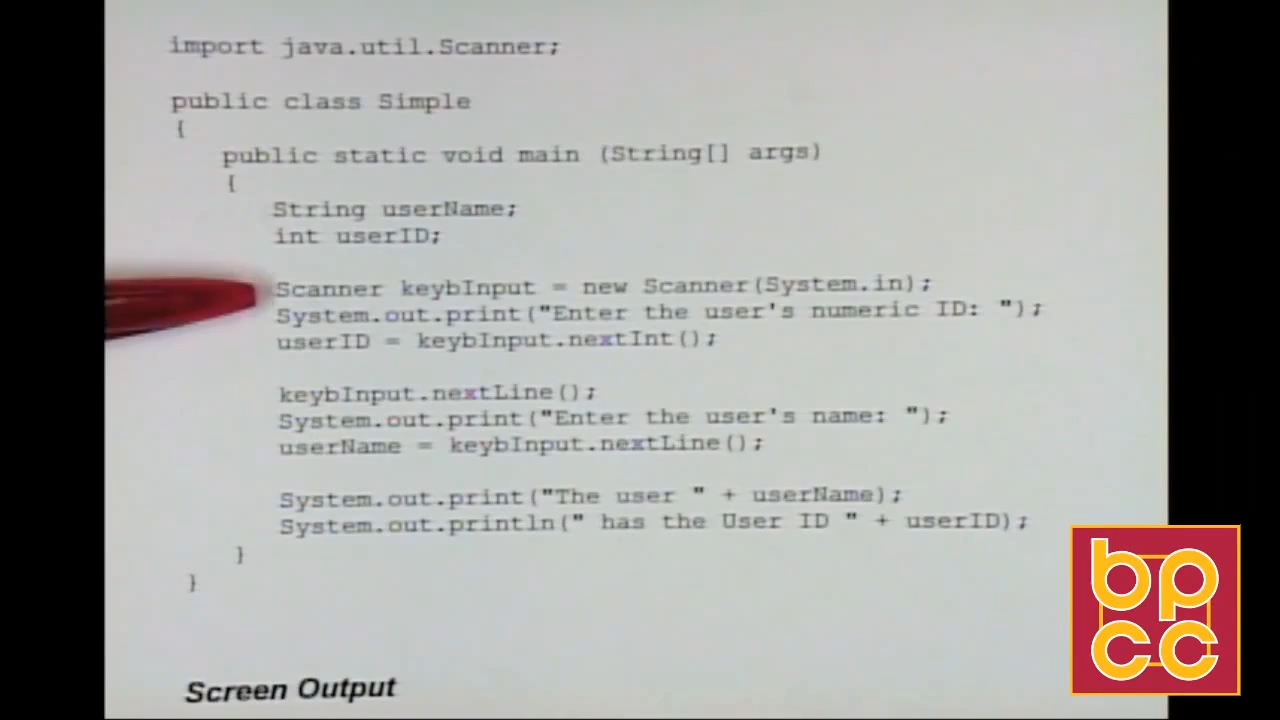 import java.util.Scanner;
public class Simple
{
public static void main (String[] args)
{
String userName;
int userID;
Scanner keybInput = new Scanner(System.in);
System.out.print("Enter the user's numeric ID: ");
userID = keybInput.nextInt();
keybInput.nextLine();
System.out.print("Enter the user's name: ");
userName = keybInput.nextLine();
System.out.print("The user " + userName);
System.out.println(" has the User ID " + userID);
}
}
Screen Output
bp
cc